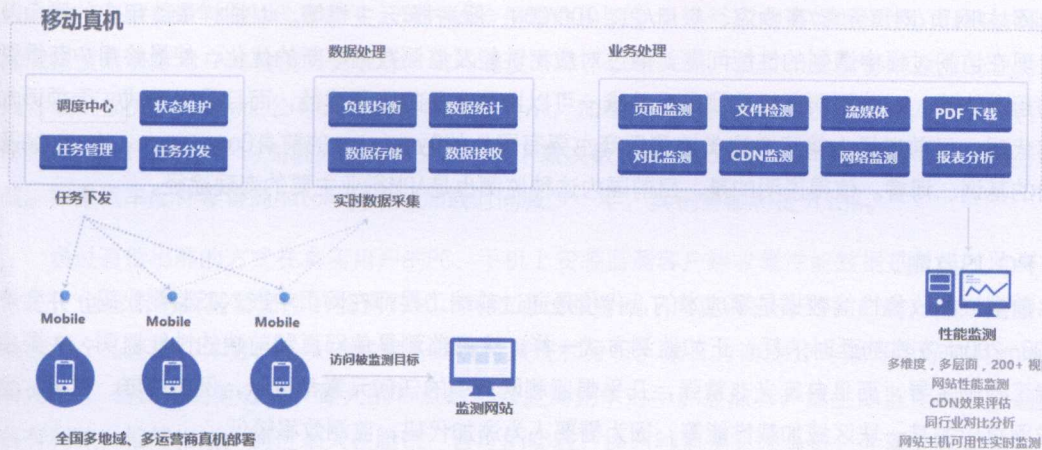 移动真机
数据处理
业务处理
调度中心
状态维护
任务管理
任务分发
负载均衡
数据统计
数据存储
数据接收
页面监测
文件检测
流媒体
PDF 下载
对比监测
CDN监测
网络监测
报表分析
任务下发
实时数据采集
Mobile
Mobile
Mobile
访问被监测目标
监测网站
全国多地域、多运营商真机部署
性能监测
多维度，多层面，200+ 视
网站性能监测
CDN效果评估
同行业对比分析
网站主机可用性实时监测